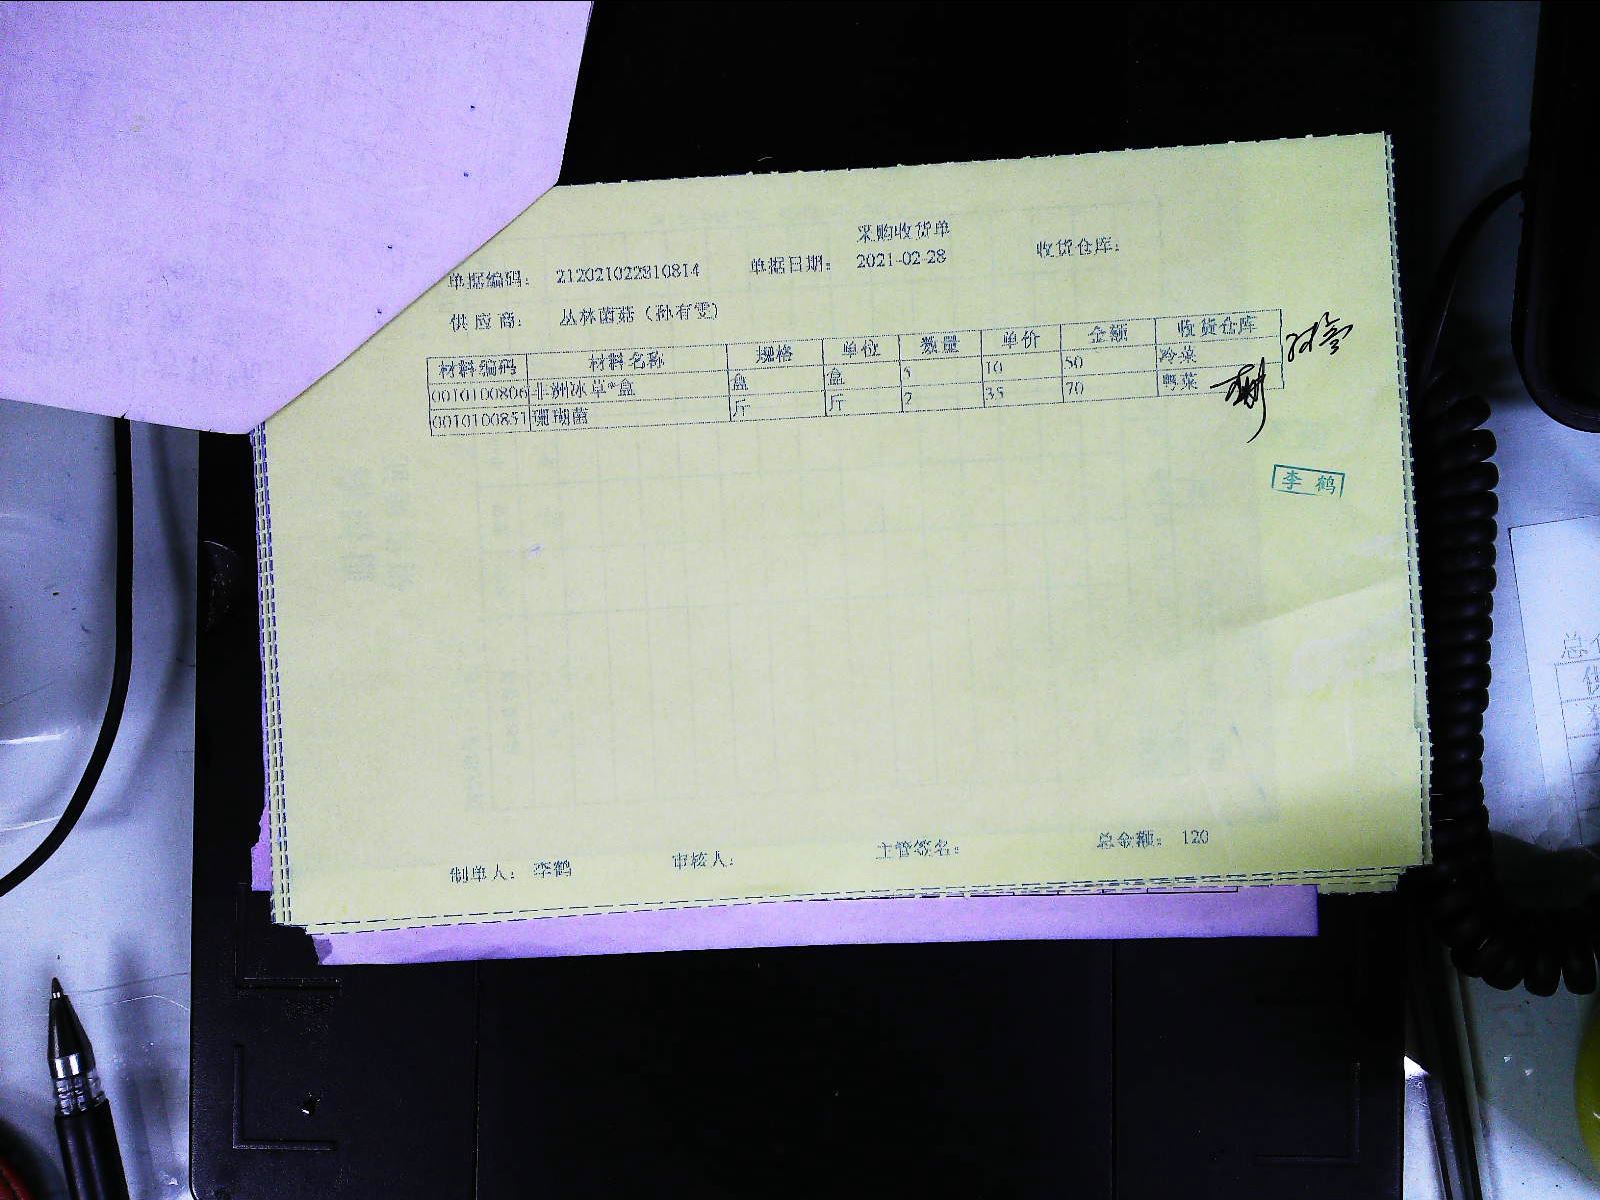 采购收货单
单据编码： 212021022810814 单据日期： 2021-02-28 收货仓库：
供应商： 丛林菌菇（孙有雯）
材料编码 材料名称 规格 单位 数量 单价 金额 收货仓库
0010100806 非洲冰草*盒 盒 盒 5 10 50 冷菜
0010100851 珊瑚菌 斤 斤 2 35 70 粤菜
李鹤
制单人： 李鹤 审核人： 主管签名： 总金额： 120